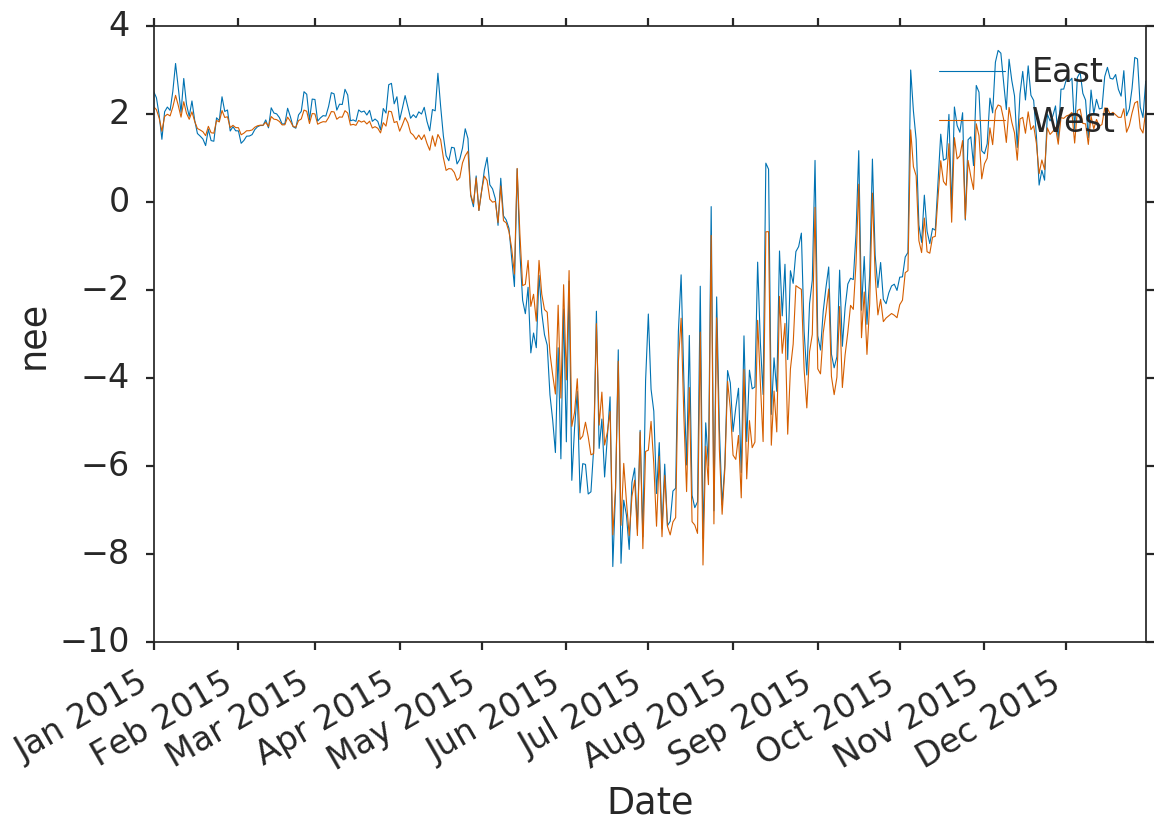 4
2
0
−2
−4
−6
−8
−10
nee
East
West
Jan 2015
Feb 2015
Mar 2015
Apr 2015
May 2015
Jun 2015
Jul 2015
Aug 2015
Sep 2015
Oct 2015
Nov 2015
Dec 2015
Date